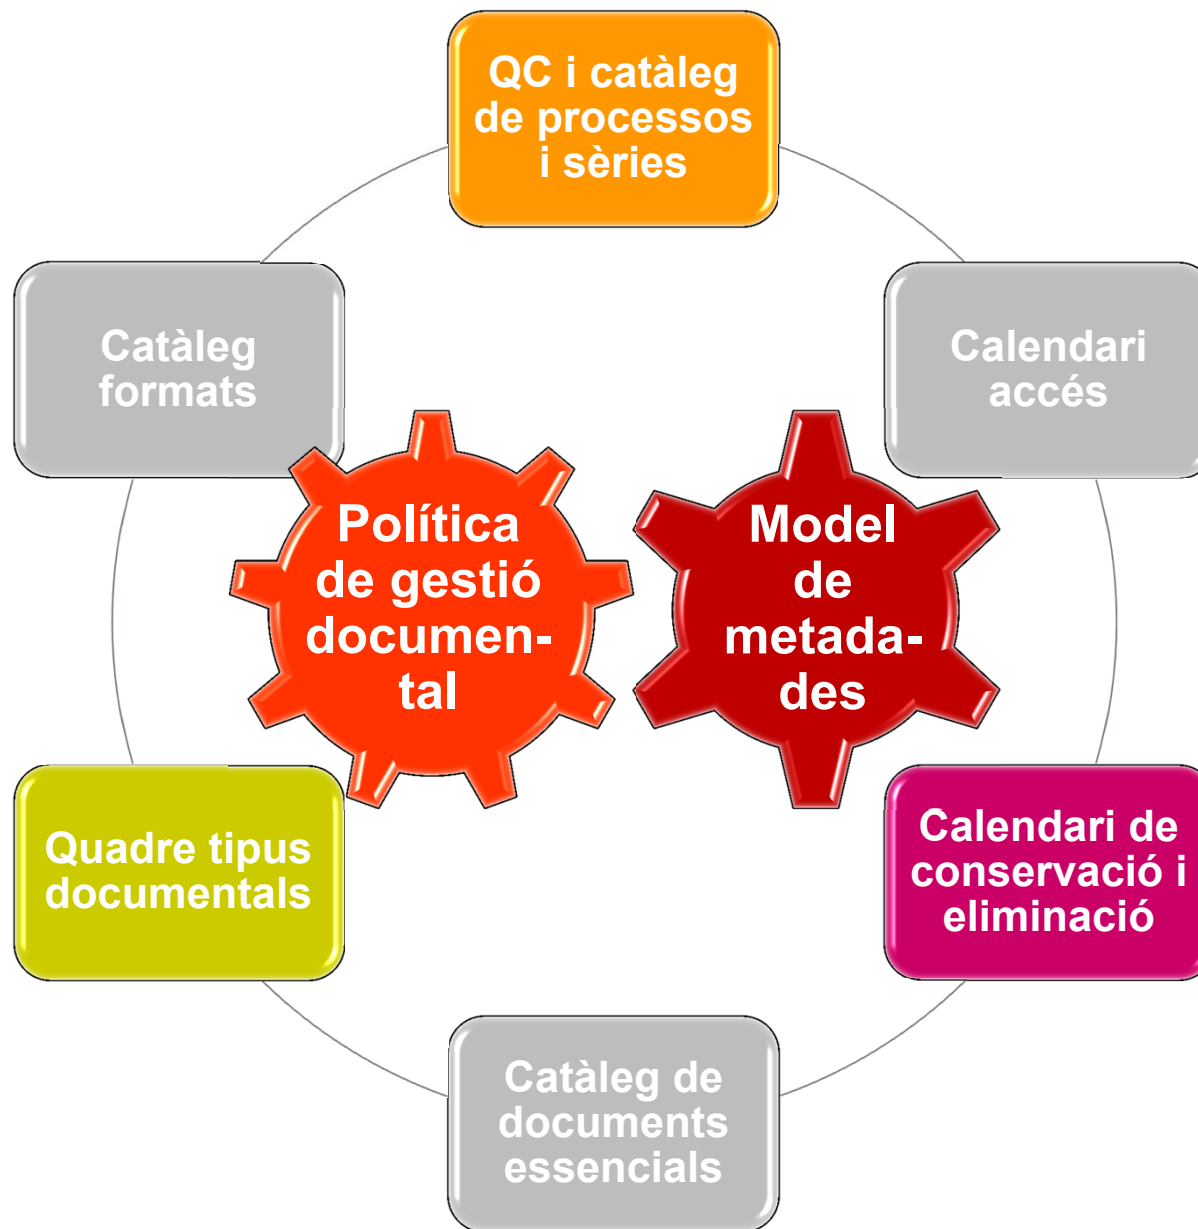 QC i catàleg
de processos
i sèries
Catàleg
formats
Calendari
accés
Política
de gestió
documen-
tal
Model
de
metada-
des
Quadre tipus
documentals
Calendari de
conservació i
eliminació
Catàleg de
documents
essencials